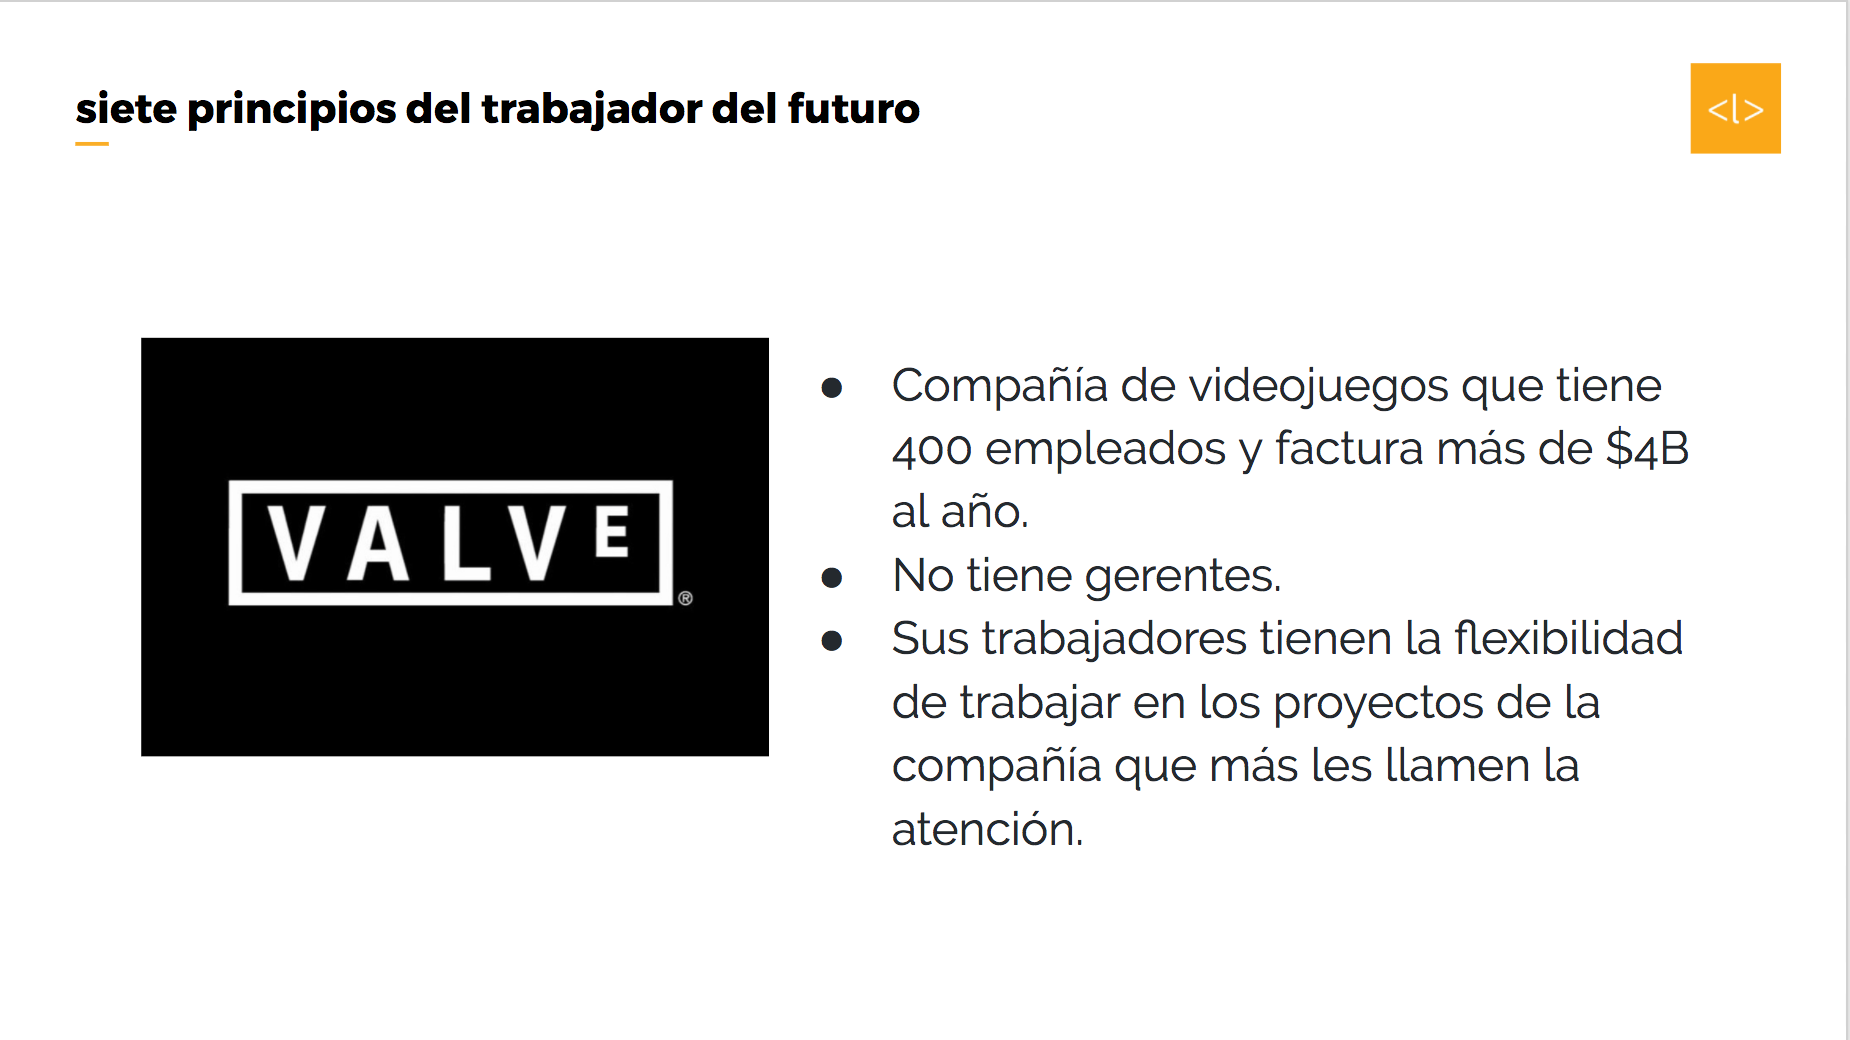 siete principios del trabajador del futuro
<l>
VALVE
®
● Compañía de videojuegos que tiene
400 empleados y factura más de $4B
al año.
● No tiene gerentes.
● Sus trabajadores tienen la flexibilidad
de trabajar en los proyectos de la
compañía que más les llamen la
atención.